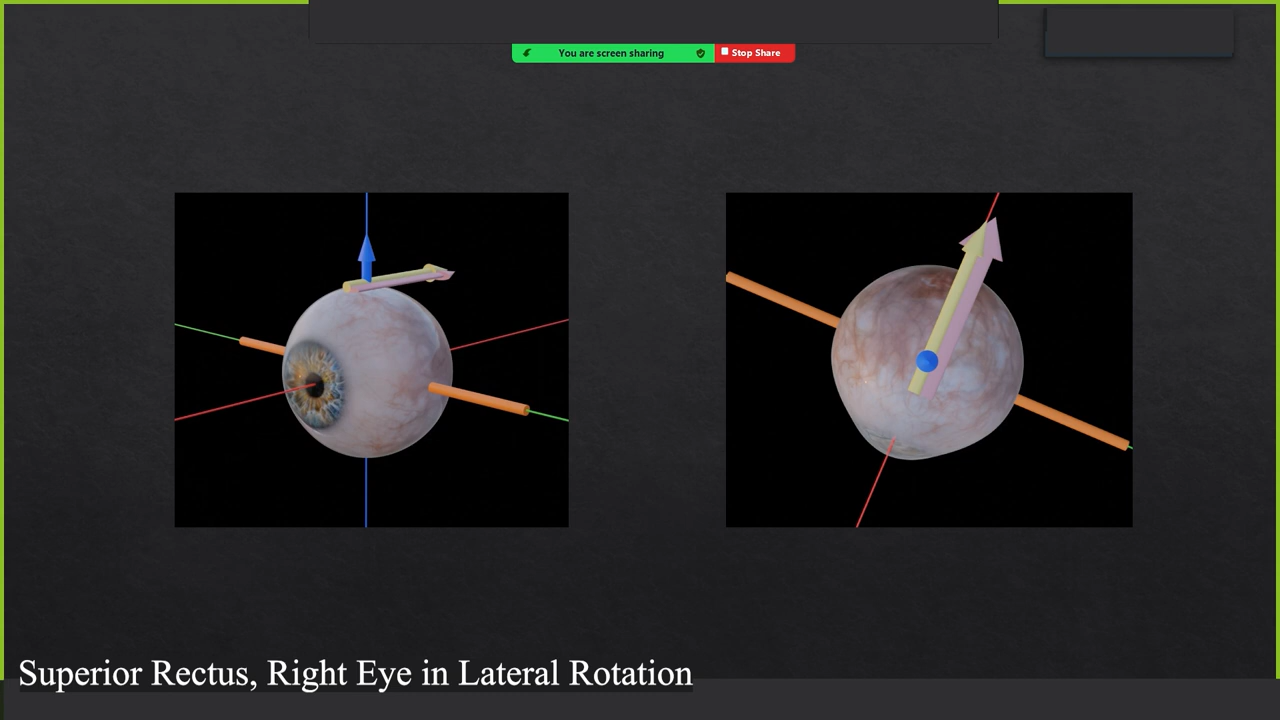 You are screen sharing
Stop Share
Superior Rectus, Right Eye in Lateral Rotation